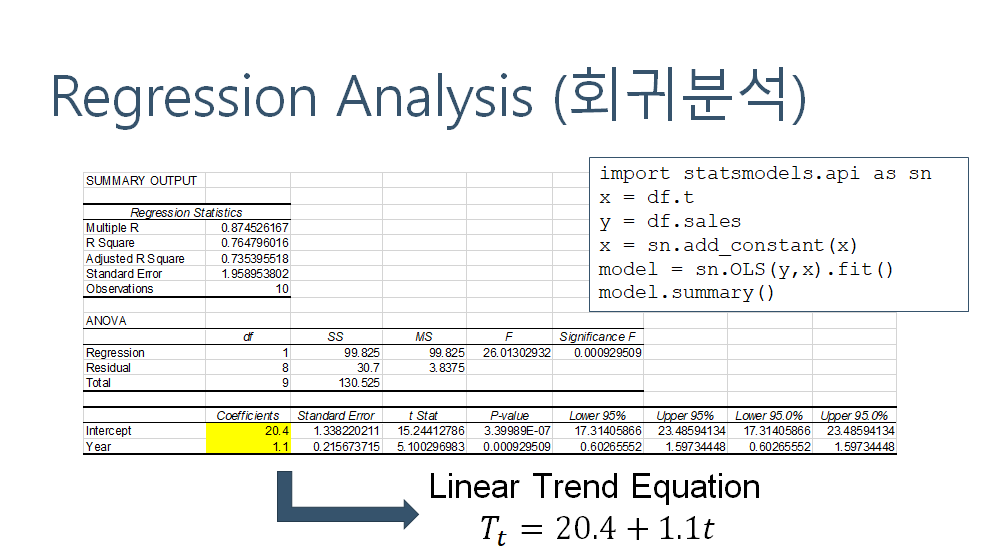 Regression Analysis (회귀분석)
SUMMARY OUTPUT
Regression Statistics
Multiple R 0.874526167
R Square 0.764796016
Adjusted R Square 0.735395518
Standard Error 1.958953802
Observations 10
import statsmodels.api as sn
x = df.t
y = df.sales
x = sn.add_constant(x)
model = sn.OLS(y,x).fit()
model.summary()
ANOVA
df SS MS F Significance F
Regression 1 99.825 99.825 26.01302932 0.000929509
Residual 8 30.7 3.8375
Total 9 130.525
Coefficients Standard Error t Stat P-value Lower 95% Upper 95% Lower 95.0% Upper 95.0%
Intercept 20.4 1.338220211 15.24412786 3.39989E-07 17.31405866 23.48594134 17.31405866 23.48594134
Year 1.1 0.215673715 5.100296983 0.000929509 0.60265552 1.59734448 0.60265552 1.59734448
Linear Trend Equation
Tₜ = 20.4 + 1.1t